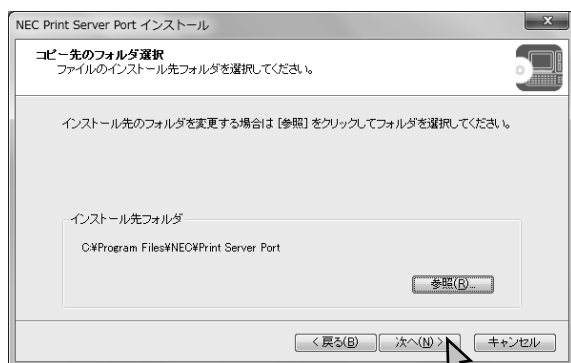 NEC Print Server Port インストール
コピー先のフォルダ選択
ファイルのインストール先フォルダを選択してください。
インストール先のフォルダを変更する場合は [参照] をクリックしてフォルダを選択してください。
インストール先フォルダ
C:¥Program Files¥NEC¥Print Server Port
参照(R)...
< 戻る(B)
次へ(N) >
キャンセル